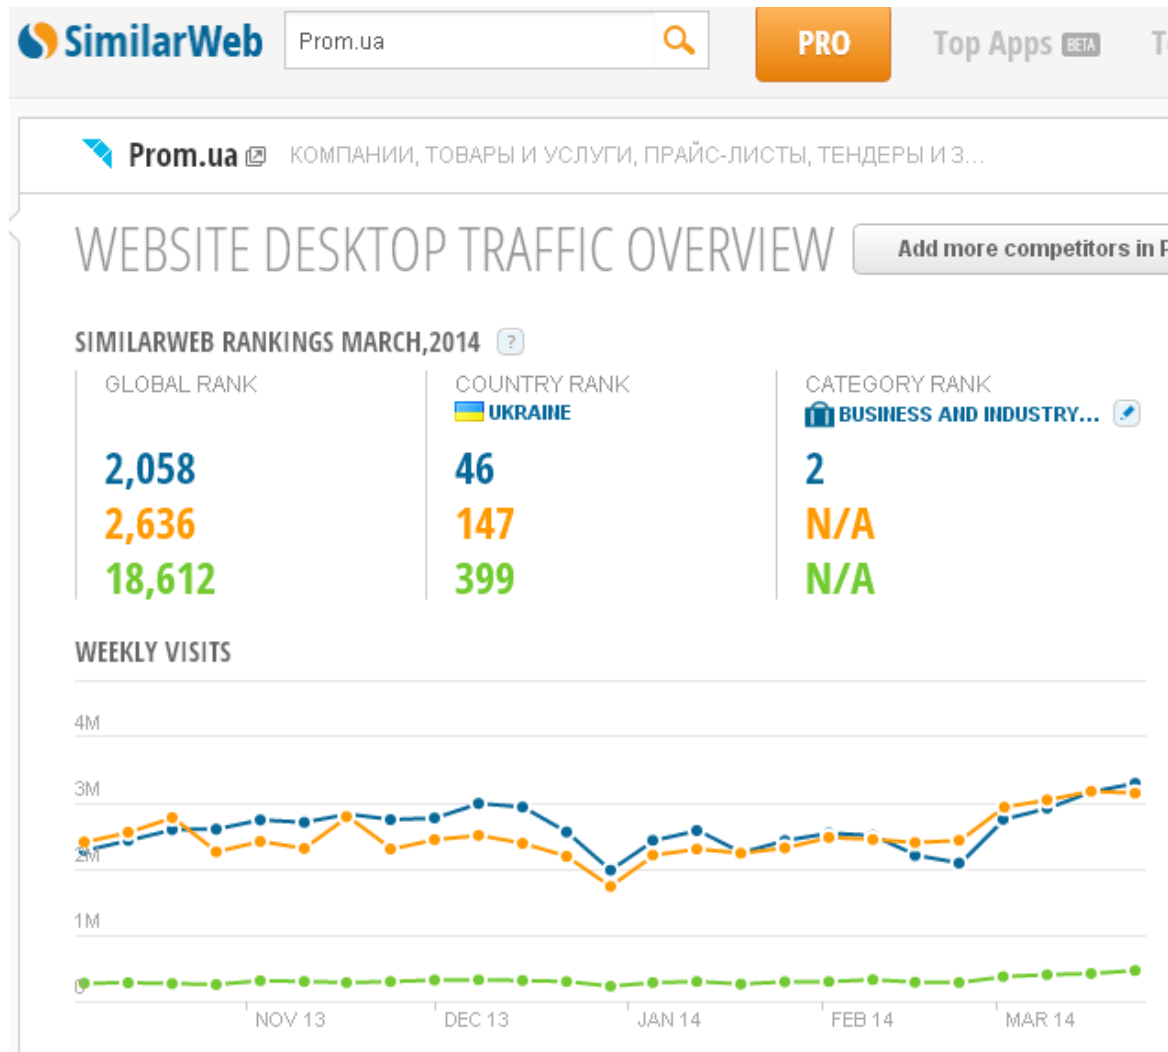 SimilarWeb Prom.ua PRO Top Apps BETA
Prom.ua КОМПАНИИ, ТОВАРЫ И УСЛУГИ, ПРАЙС-ЛИСТЫ, ТЕНДЕРЫ И З...
WEBSITE DESKTOP TRAFFIC OVERVIEW Add more competitors in
SIMILARWEB RANKINGS MARCH,2014 ?
GLOBAL RANK COUNTRY RANK CATEGORY RANK
UKRAINE BUSINESS AND INDUSTRY...
2,058 46 2
2,636 147 N/A
18,612 399 N/A
WEEKLY VISITS
4M
3M
2M
1M
0
NOV 13 DEC 13 JAN 14 FEB 14 MAR 14